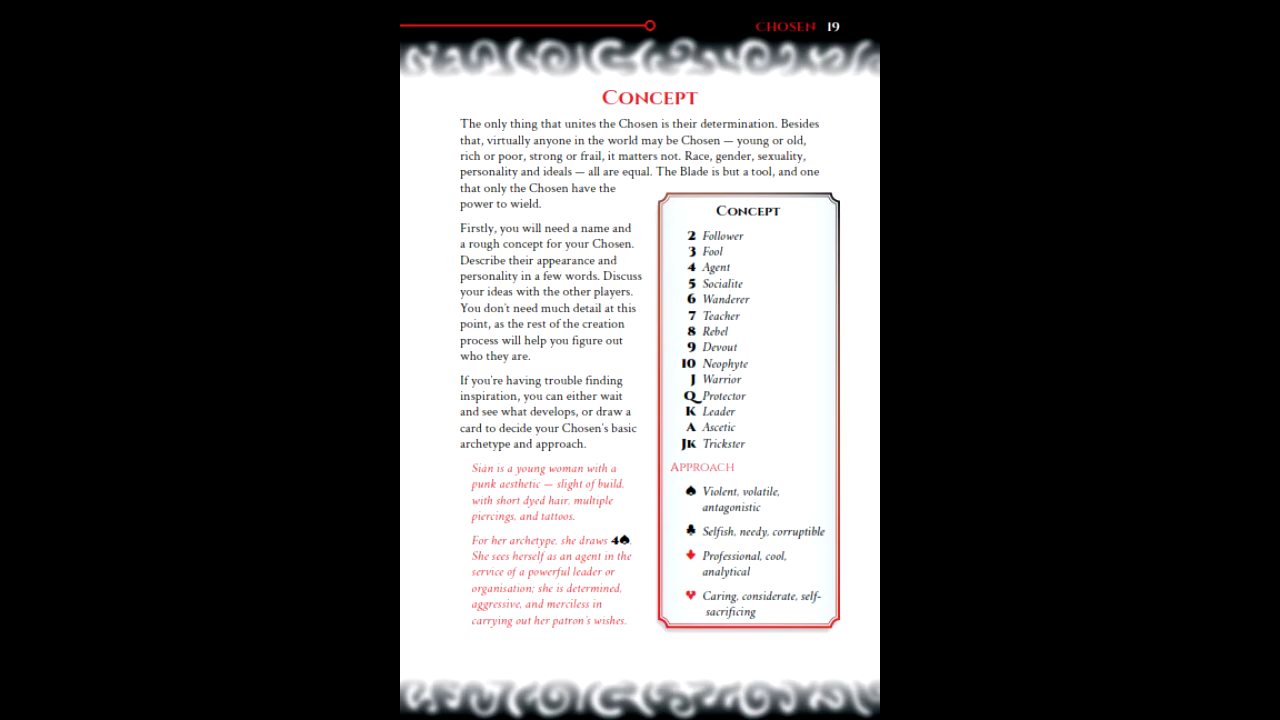 CHOSEN 19
CONCEPT
The only thing that unites the Chosen is their determination. Besides
that, virtually anyone in the world may be Chosen — young or old,
rich or poor, strong or frail, it matters not. Race, gender, sexuality,
personality and ideals — all are equal. The Blade is but a tool, and one
that only the Chosen have the
power to wield.
Firstly, you will need a name and
a rough concept for your Chosen.
Describe their appearance and
personality in a few words. Discuss
your ideas with the other players.
You don't need much detail at this
point, as the rest of the creation
process will help you figure out
who they are.
If you're having trouble finding
inspiration, you can either wait
and see what develops, or draw a
card to decide your Chosen's basic
archetype and approach.
Siân is a young woman with a
punk aesthetic — slight of build,
with short dyed hair, multiple
piercings, and tattoos.
For her archetype, she draws 4♠.
She sees herself as an agent in the
service of a powerful leader or
organisation; she is determined,
aggressive, and merciless in
carrying out her patron's wishes.
CONCEPT
2 Follower
3 Fool
4 Agent
5 Socialite
6 Wanderer
7 Teacher
8 Rebel
9 Devout
10 Neophyte
J Warrior
Q Protector
K Leader
A Ascetic
JK Trickster
APPROACH
♠ Violent, volatile,
antagonistic
♣ Selfish, needy, corruptible
♦ Professional, cool,
analytical
♥ Caring, considerate, self-
sacrificing